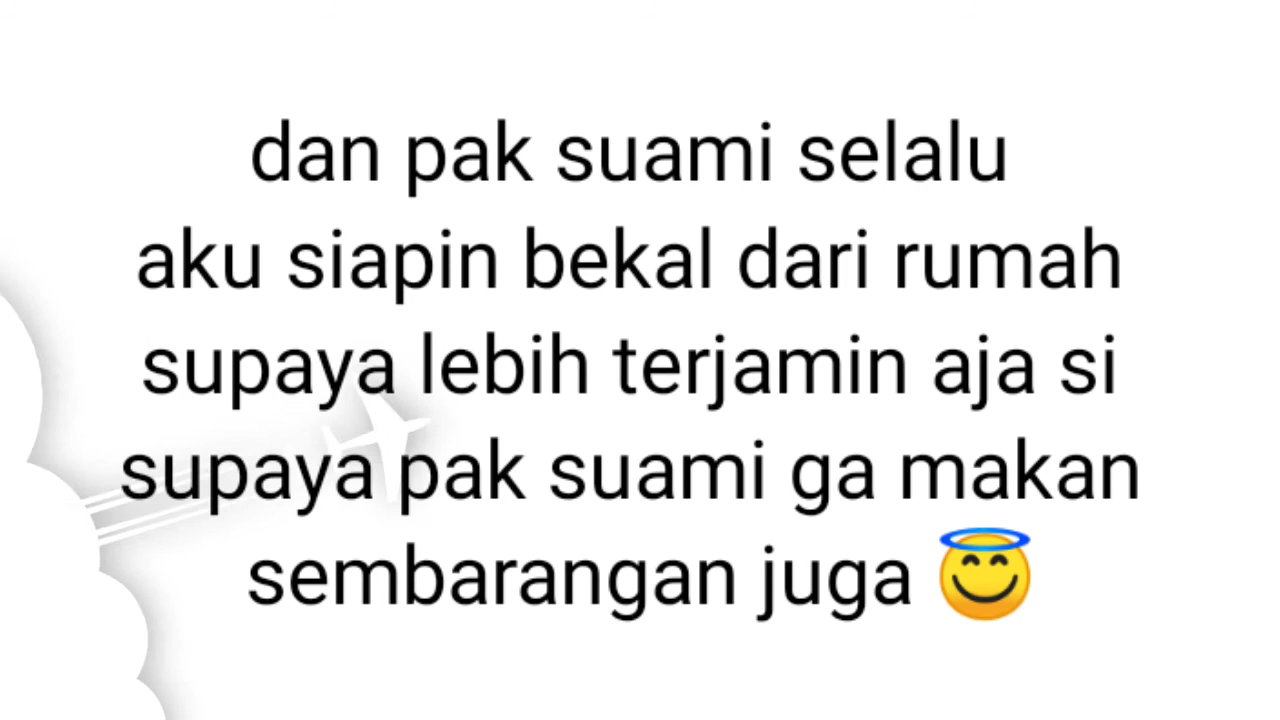 dan pak suami selalu
aku siapin bekal dari rumah
supaya lebih terjamin aja si
supaya pak suami ga makan
sembarangan juga 😇